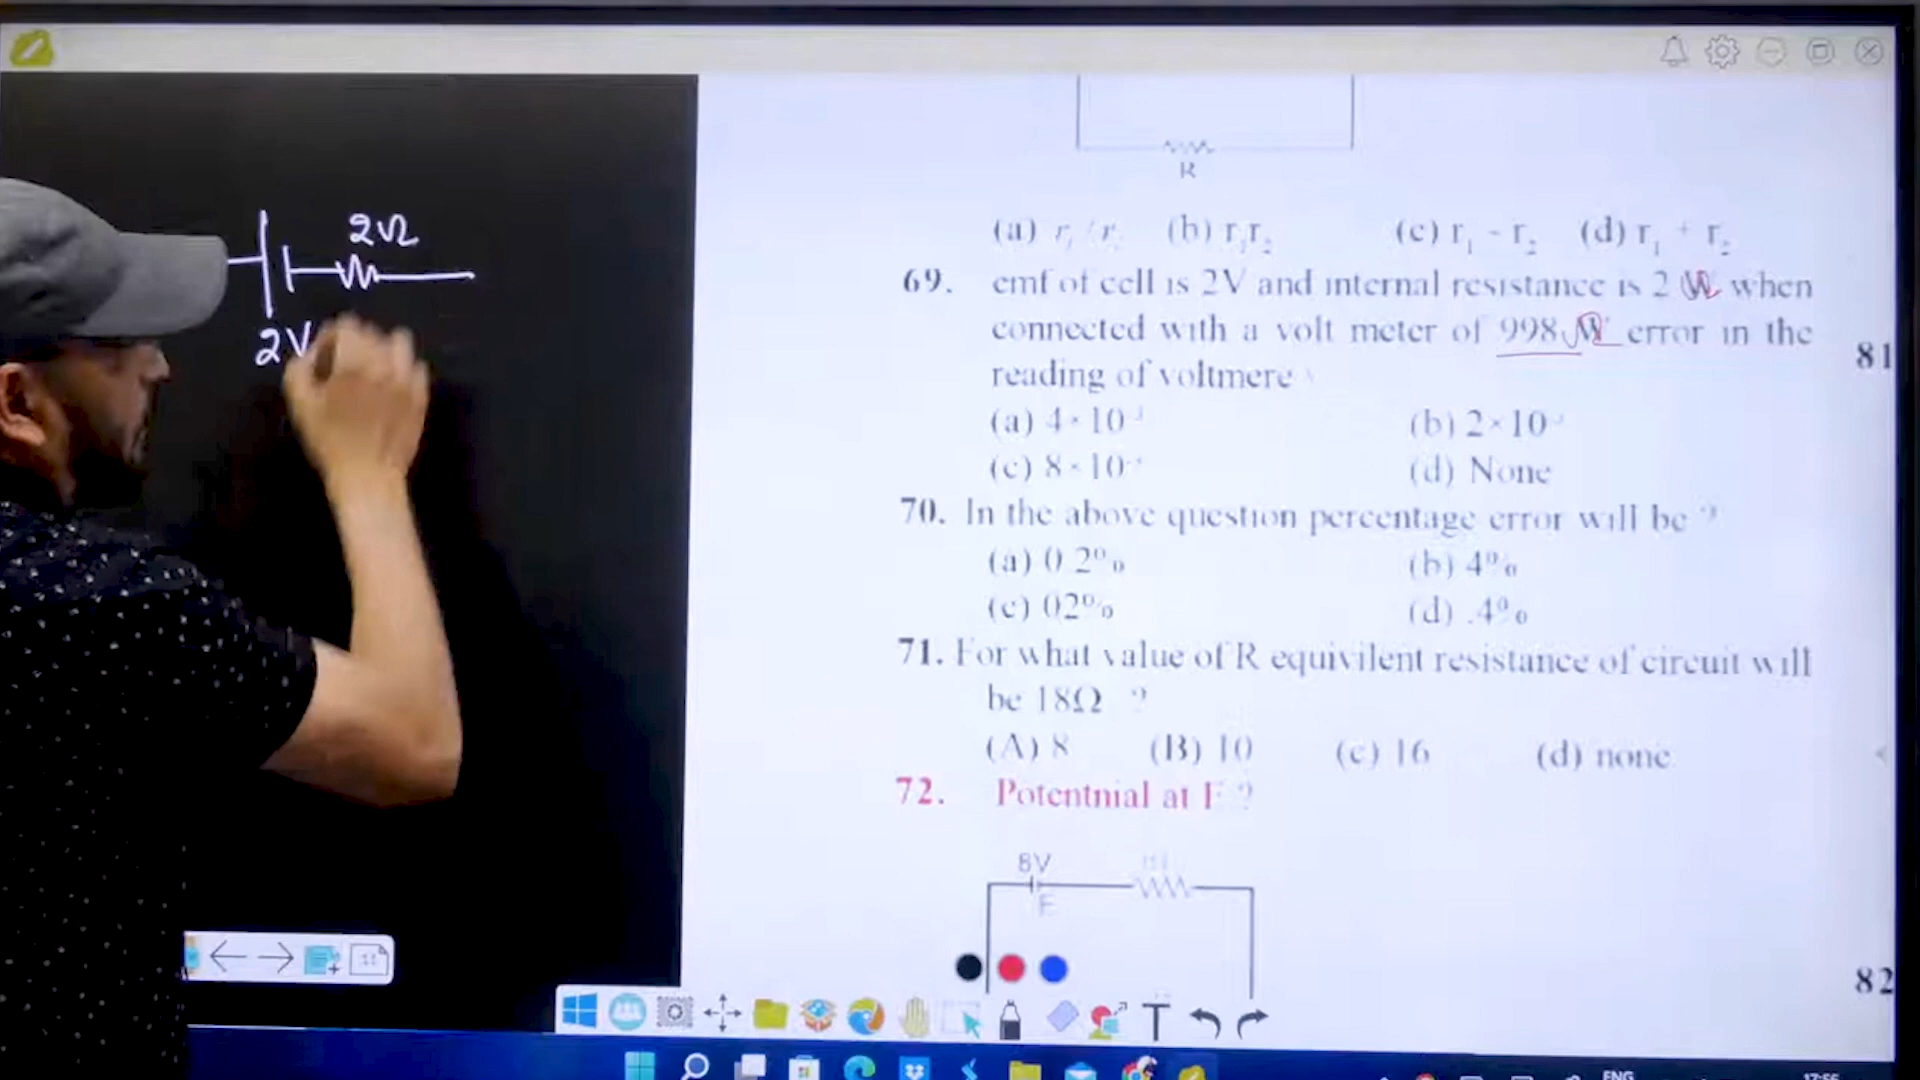 2Ω
2V
R
(b) r₁r₂ (c) r₁ - r₂ (d) r₁ + r₂
69. emf of cell is 2V and internal resistance is 2 W when
connected with a volt meter of 998 W error in the
reading of voltmere
81
(a) 4 × 10 (b) 2 × 10
(c) 8 × 10 (d) None
70. In the above question percentage error will be ?
(a) 0.2% (b) 4%
(c) 02% (d) .4%
71. For what value of R equivilent resistance of circuit will
be 18Ω ?
(A) 8 (B) 10 (c) 16 (d) none
72. Potentnial at E ?
8V
E
82
11
T
ENG
17:56